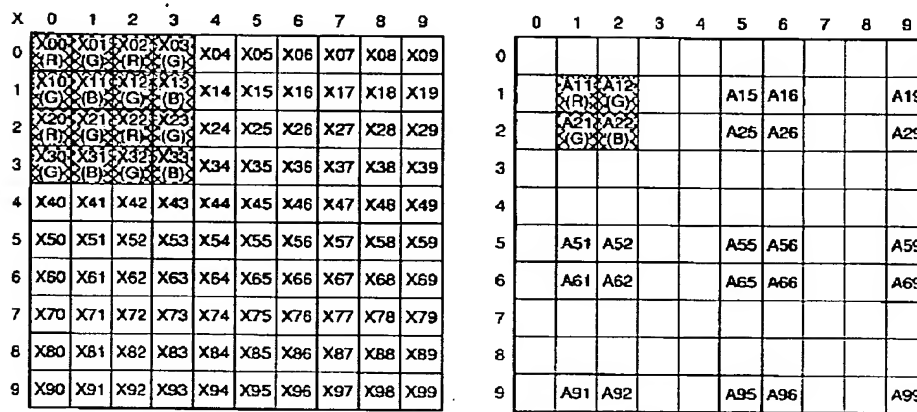 X 0 1 2 3 4 5 6 7 8 9
0 X00 (R) X01 (G) X02 (R) X03 (G) X04 X05 X06 X07 X08 X09
1 X10 (G) X11 (B) X12 (G) X13 (B) X14 X15 X16 X17 X18 X19
2 X20 (R) X21 (G) X22 (R) X23 (G) X24 X25 X26 X27 X28 X29
3 X30 (G) X31 (B) X32 (G) X33 (B) X34 X35 X36 X37 X38 X39
4 X40 X41 X42 X43 X44 X45 X46 X47 X48 X49
5 X50 X51 X52 X53 X54 X55 X56 X57 X58 X59
6 X60 X61 X62 X63 X64 X65 X66 X67 X68 X69
7 X70 X71 X72 X73 X74 X75 X76 X77 X78 X79
8 X80 X81 X82 X83 X84 X85 X86 X87 X88 X89
9 X90 X91 X92 X93 X94 X95 X96 X97 X98 X99
0 1 2 3 4 5 6 7 8 9
0
1 A11 (R) A12 (G) A15 A16 A19
2 A21 (G) A22 (B) A25 A26 A29
3
4
5 A51 A52 A55 A56 A59
6 A61 A62 A65 A66 A69
7
8
9 A91 A92 A95 A96 A99